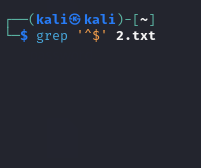 ┌──(kali㉿kali)-[~]
└─$ grep '^$' 2.txt